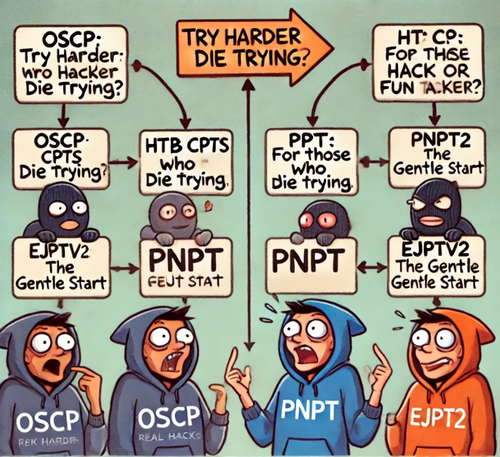 OSCP:
Try Harder:
wro Hacker
Die Trying?
TRY HARDER
DIE TRYING?
HT: CP:
FOP THSE
HACK OR
FUN TACKER?
OSCP.
CPTS
Die Trying?
HTB CPTS
Who
Die Trying.
PPT:
For those
who
die trying.
PNPT2
The
Gentle Start
EJPTV2
The
Gentle Start
PNPT
FEJT STAT
PNPT
EJPTV2
The Gentle
Gentle Start
OSCP
REK HARDER
OSCP
REAL HACKS
PNPT
EJPT2